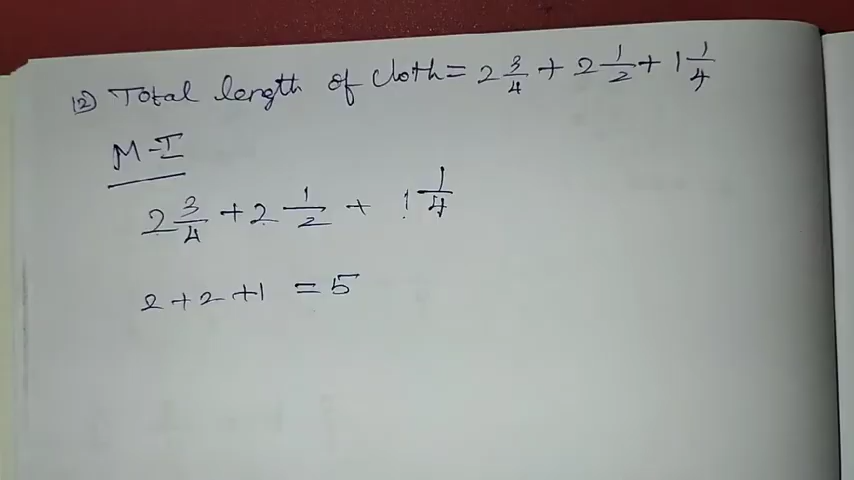 12) Total length of cloth = 2 3/4 + 2 1/2 + 1 1/4
M-I
2 3/4 + 2 1/2 + 1 1/4
2 + 2 + 1 = 5